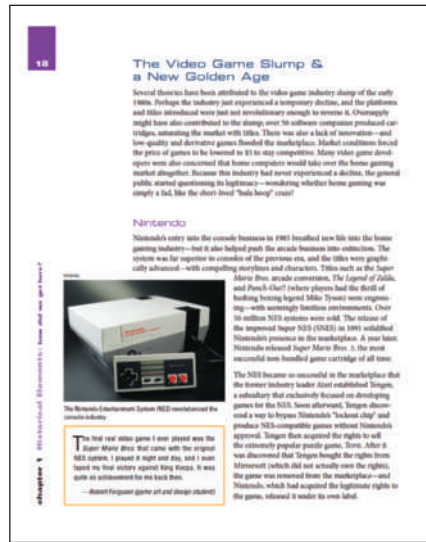 18
The Video Game Slump &
a New Golden Age
Several theories have been attributed to the video game industry slump of the early
1980s. Perhaps the industry just experienced a temporary decline, and the platforms
and titles introduced were just not revolutionary enough to reverse it. Oversupply
might have also contributed to the slump; over 50 software companies produced car-
tridges, saturating the market with titles. There was also a lack of innovation—and
low-quality and derivative games flooded the marketplace. Market conditions forced
the price of games to be lowered to $5 to stay competitive. Many video game devel-
opers were also concerned that home computers would take over the home gaming
market altogether. Because this industry had never experienced a decline, the general
public started questioning its legitimacy—wondering whether home gaming was
simply a fad, like the short-lived "hula hoop" craze!
Nintendo
Nintendo's entry into the console business in 1985 breathed new life into the home
gaming industry—but it also helped push the arcade business into extinction. The
system was far superior to consoles of the previous era, and the titles were graphi-
cally advanced—with compelling storylines and characters. Titles such as the Super
Mario Bros. arcade conversion, The Legend of Zelda,
and Punch-Out!! (where players had the thrill of
bashing boxing legend Mike Tyson) were engross-
ing—with seemingly limitless environments. Over
50 million NES systems were sold. The release of
the improved Super NES (SNES) in 1991 solidified
Nintendo's presence in the marketplace. A year later,
Nintendo released Super Mario Bros. 3, the most
successful non-bundled game cartridge of all time.
The NES became so successful in the marketplace that
the former industry leader Atari established Tengen,
a subsidiary that exclusively focused on developing
games for the NES. Soon afterward, Tengen discov-
ered a way to bypass Nintendo's "lockout chip" and
produce NES-compatible games without Nintendo's
approval. Tengen then acquired the rights to sell
the extremely popular puzzle game, Tetris. After it
was discovered that Tengen bought the rights from
Mirrorsoft (which did not actually own the rights),
the game was removed from the marketplace—and
Nintendo, which had acquired the legitimate rights to
the game, released it under its own label.
The Nintendo Entertainment System (NES) revolutionized the
console industry.
The first real video game I ever played was the
Super Mario Bros. that came with the original
NES system. I played it night and day, and I even
taped my final victory against King Koopa. It was
quite an achievement for me back then.
—Robert Ferguson (game art and design student)
chapter 1 Historical Elements: how did we get here?